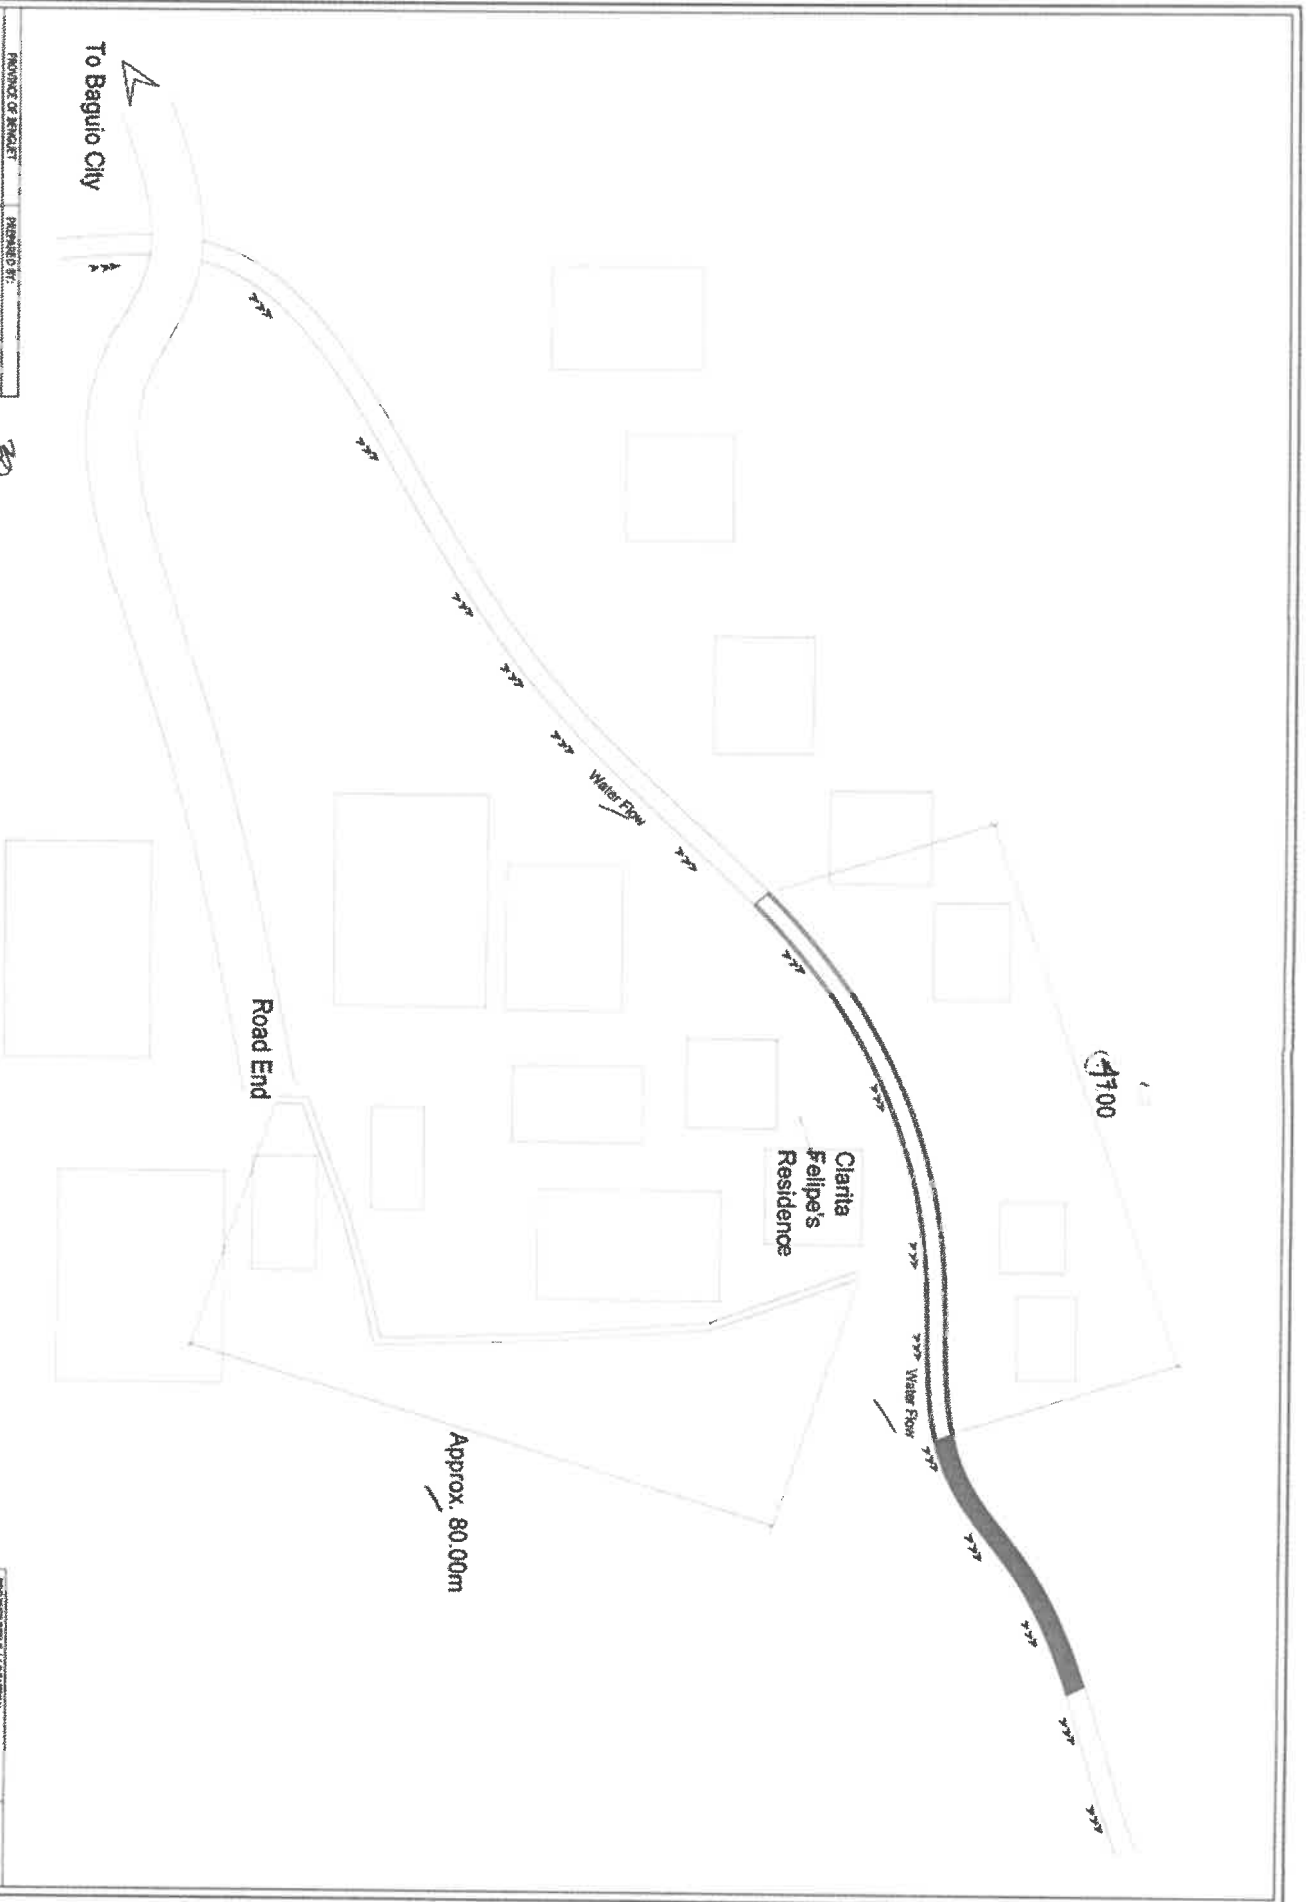 To Baguio City
PROVINCE OF BENGUET
PREPARED BY:
Water Flow
Road End
Clarita
Felipe's
Residence
Water Flow
Approx. 80.00m